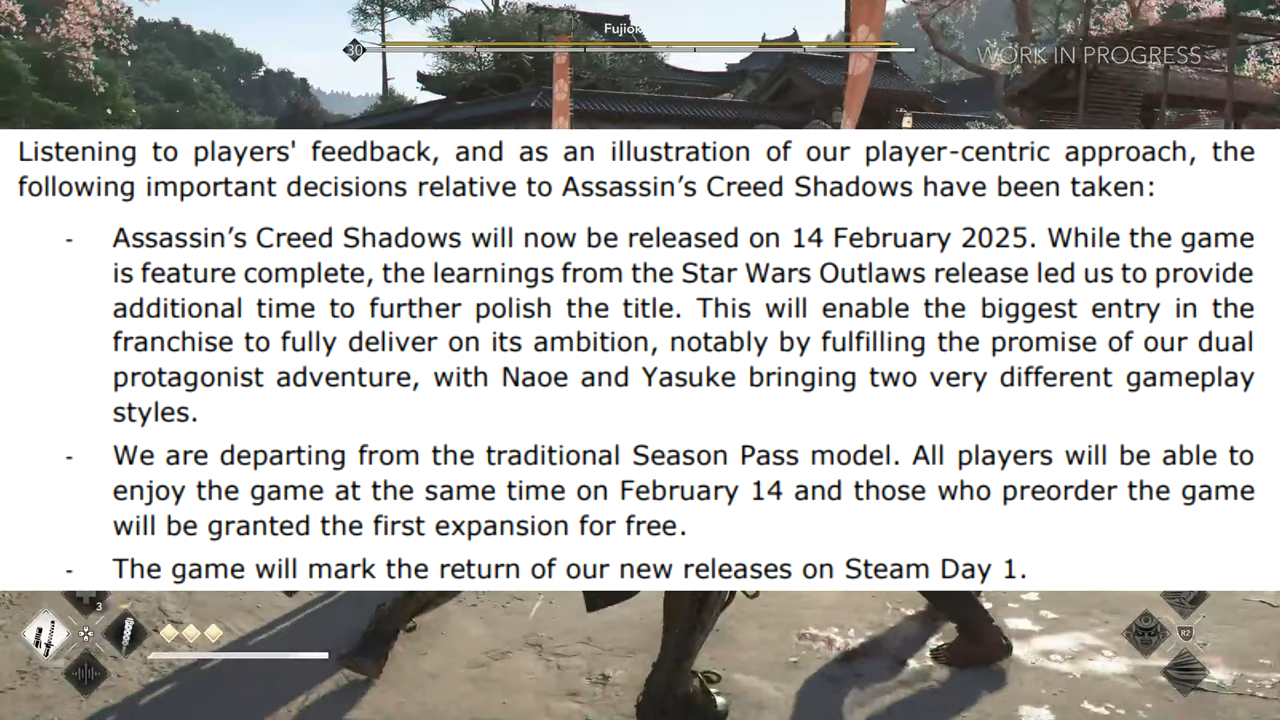 30
WORK IN PROGRESS
Listening to players' feedback, and as an illustration of our player-centric approach, the
following important decisions relative to Assassin’s Creed Shadows have been taken:
- Assassin’s Creed Shadows will now be released on 14 February 2025. While the game
is feature complete, the learnings from the Star Wars Outlaws release led us to provide
additional time to further polish the title. This will enable the biggest entry in the
franchise to fully deliver on its ambition, notably by fulfilling the promise of our dual
protagonist adventure, with Naoe and Yasuke bringing two very different gameplay
styles.
- We are departing from the traditional Season Pass model. All players will be able to
enjoy the game at the same time on February 14 and those who preorder the game
will be granted the first expansion for free.
- The game will mark the return of our new releases on Steam Day 1.
3
R2